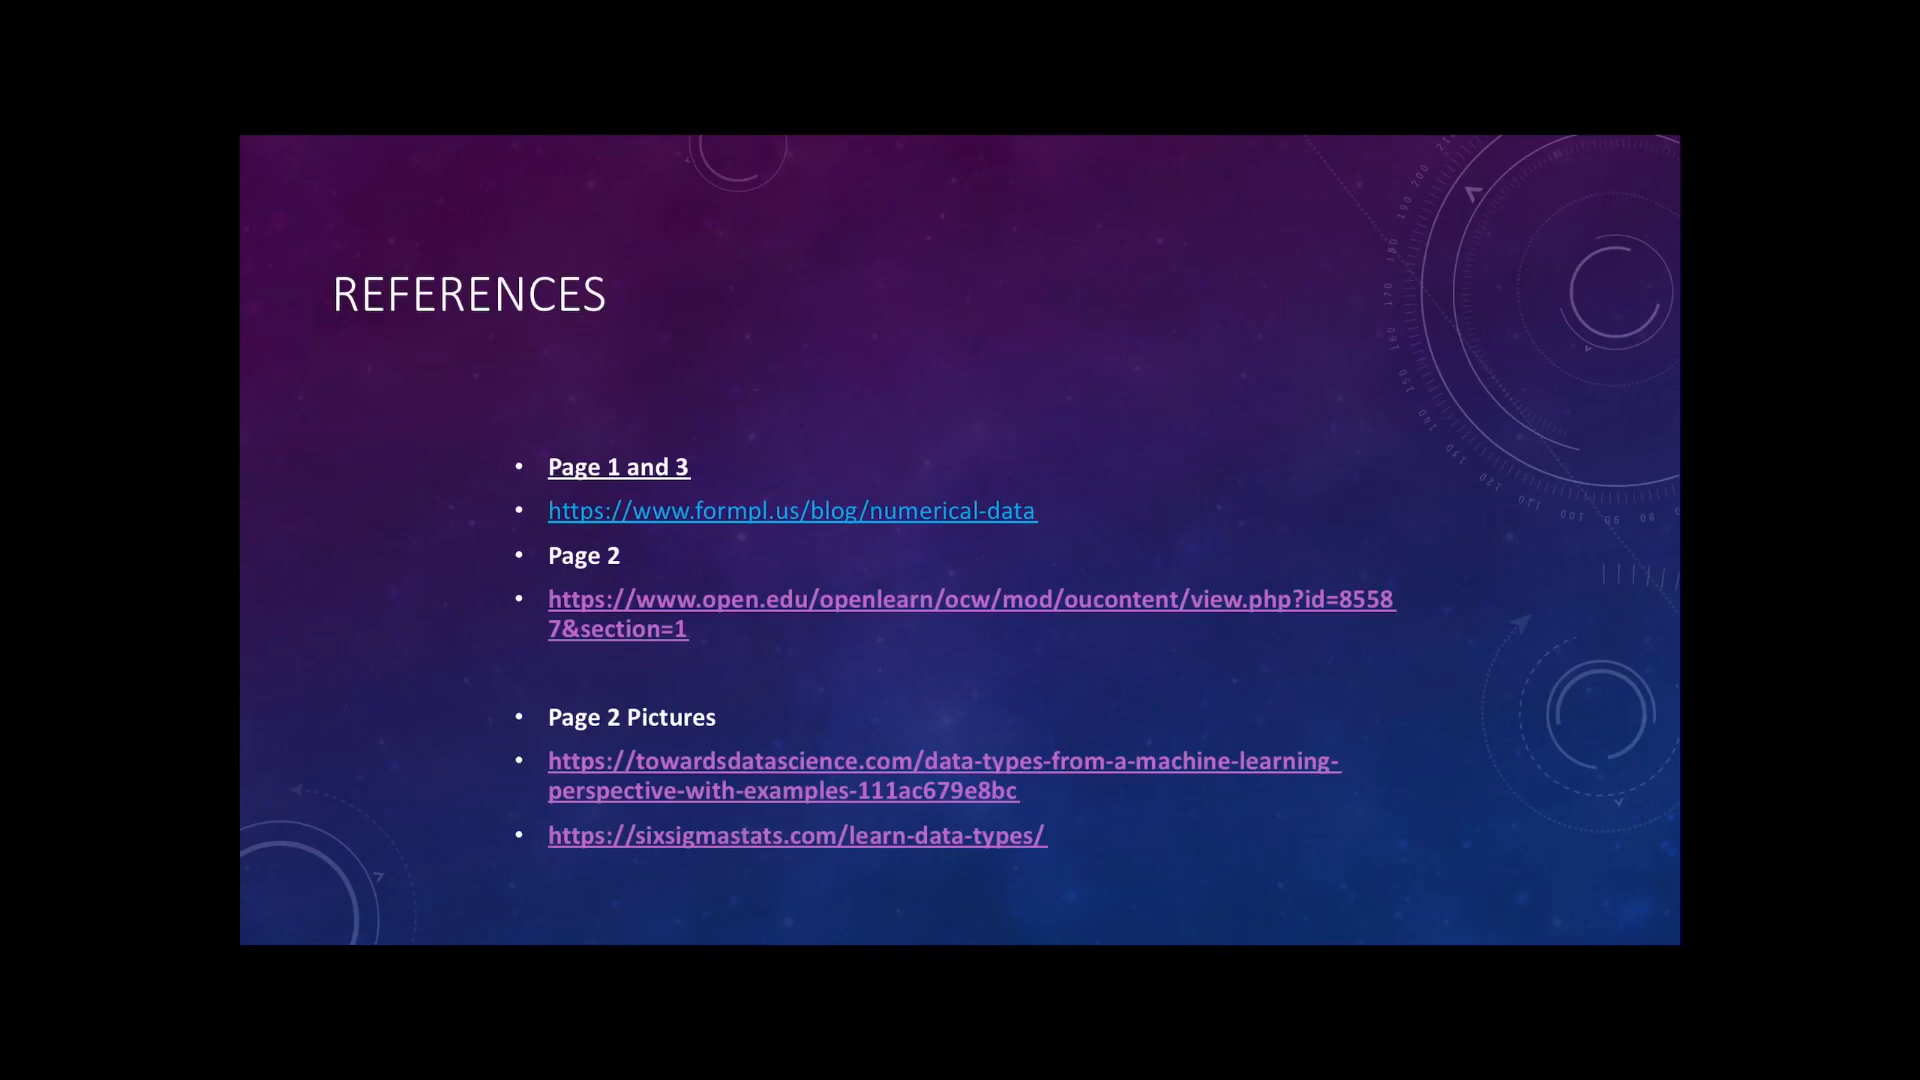 REFERENCES
• Page 1 and 3
• https://www.formpl.us/blog/numerical-data
• Page 2
• https://www.open.edu/openlearn/ocw/mod/oucontent/view.php?id=8558
7&section=1
• Page 2 Pictures
• https://towardsdatascience.com/data-types-from-a-machine-learning-
perspective-with-examples-111ac679e8bc
• https://sixsigmastats.com/learn-data-types/